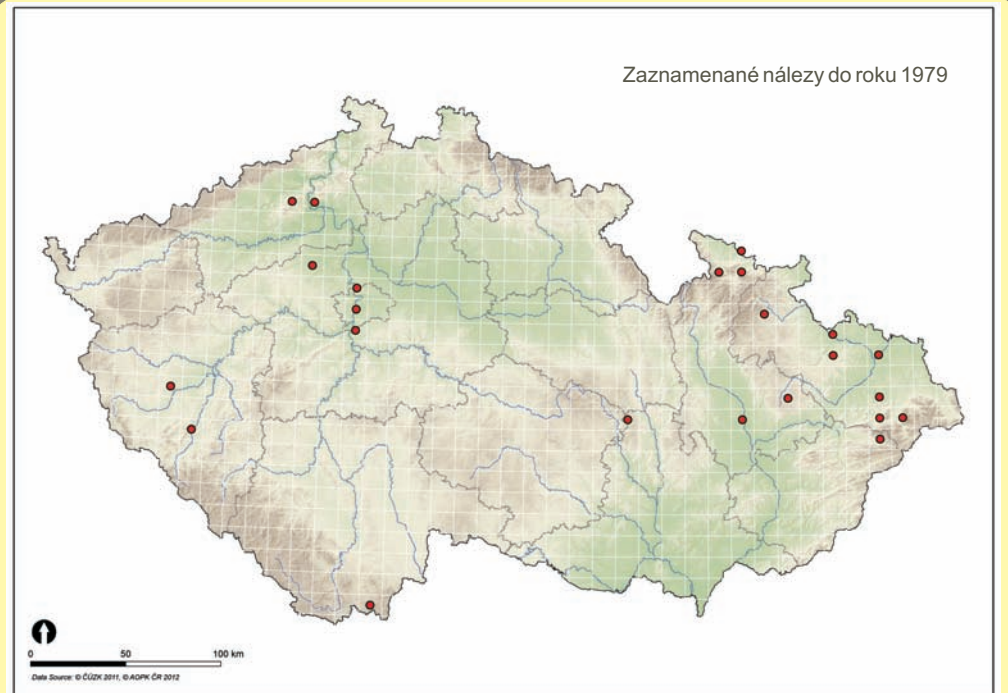 Zaznamenané nálezy do roku 1979
0 50 100 km
Data Source: © ČÚZK 2011, © AOPK ČR 2012